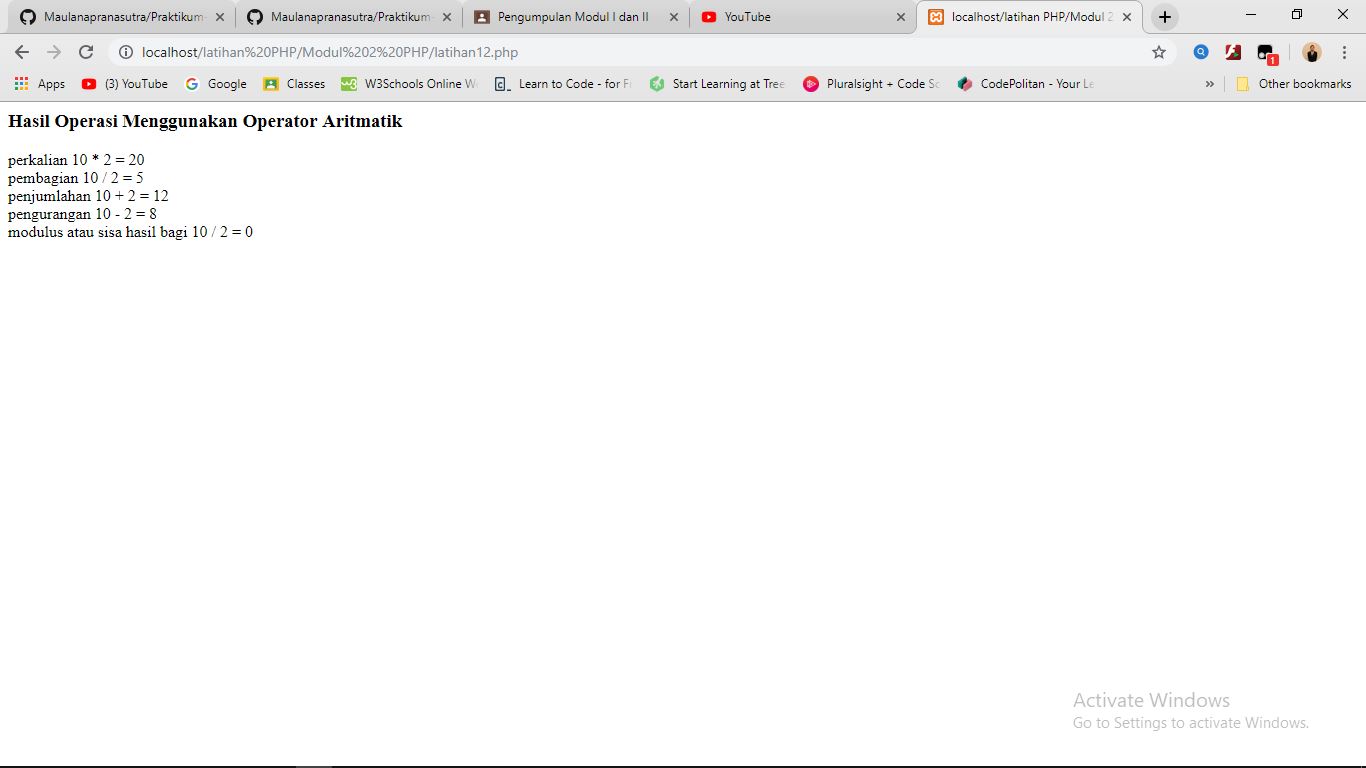 Maulanapranasutra/Praktikum-
Maulanapranasutra/Praktikum-
Pengumpulan Modul I dan II
YouTube
localhost/latihan PHP/Modul 2
localhost/latihan%20PHP/Modul%202%20PHP/latihan12.php
1
Apps
(3) YouTube
Google
Classes
W3Schools Online W
Learn to Code - for F
Start Learning at Tree
Pluralsight + Code Sc
CodePolitan - Your Le
»
Other bookmarks
Hasil Operasi Menggunakan Operator Aritmatik
perkalian 10 * 2 = 20
pembagian 10 / 2 = 5
penjumlahan 10 + 2 = 12
pengurangan 10 - 2 = 8
modulus atau sisa hasil bagi 10 / 2 = 0
Activate Windows
Go to Settings to activate Windows.